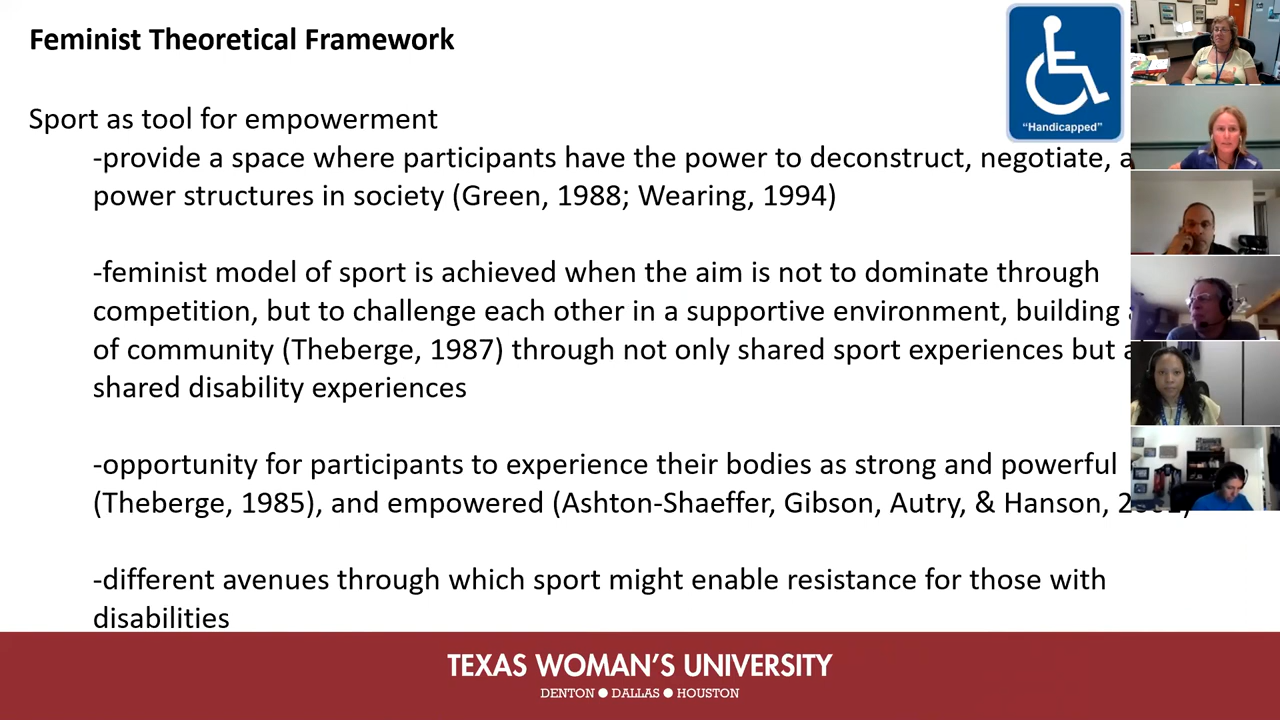 Feminist Theoretical Framework
"Handicapped"
Sport as tool for empowerment
-provide a space where participants have the power to deconstruct, negotiate,
power structures in society (Green, 1988; Wearing, 1994)
-feminist model of sport is achieved when the aim is not to dominate through
competition, but to challenge each other in a supportive environment, building
of community (Theberge, 1987) through not only shared sport experiences but
shared disability experiences
-opportunity for participants to experience their bodies as strong and powerful
(Theberge, 1985), and empowered (Ashton-Shaeffer, Gibson, Autry, & Hanson,
-different avenues through which sport might enable resistance for those with
disabilities
TEXAS WOMAN'S UNIVERSITY
DENTON ● DALLAS ● HOUSTON